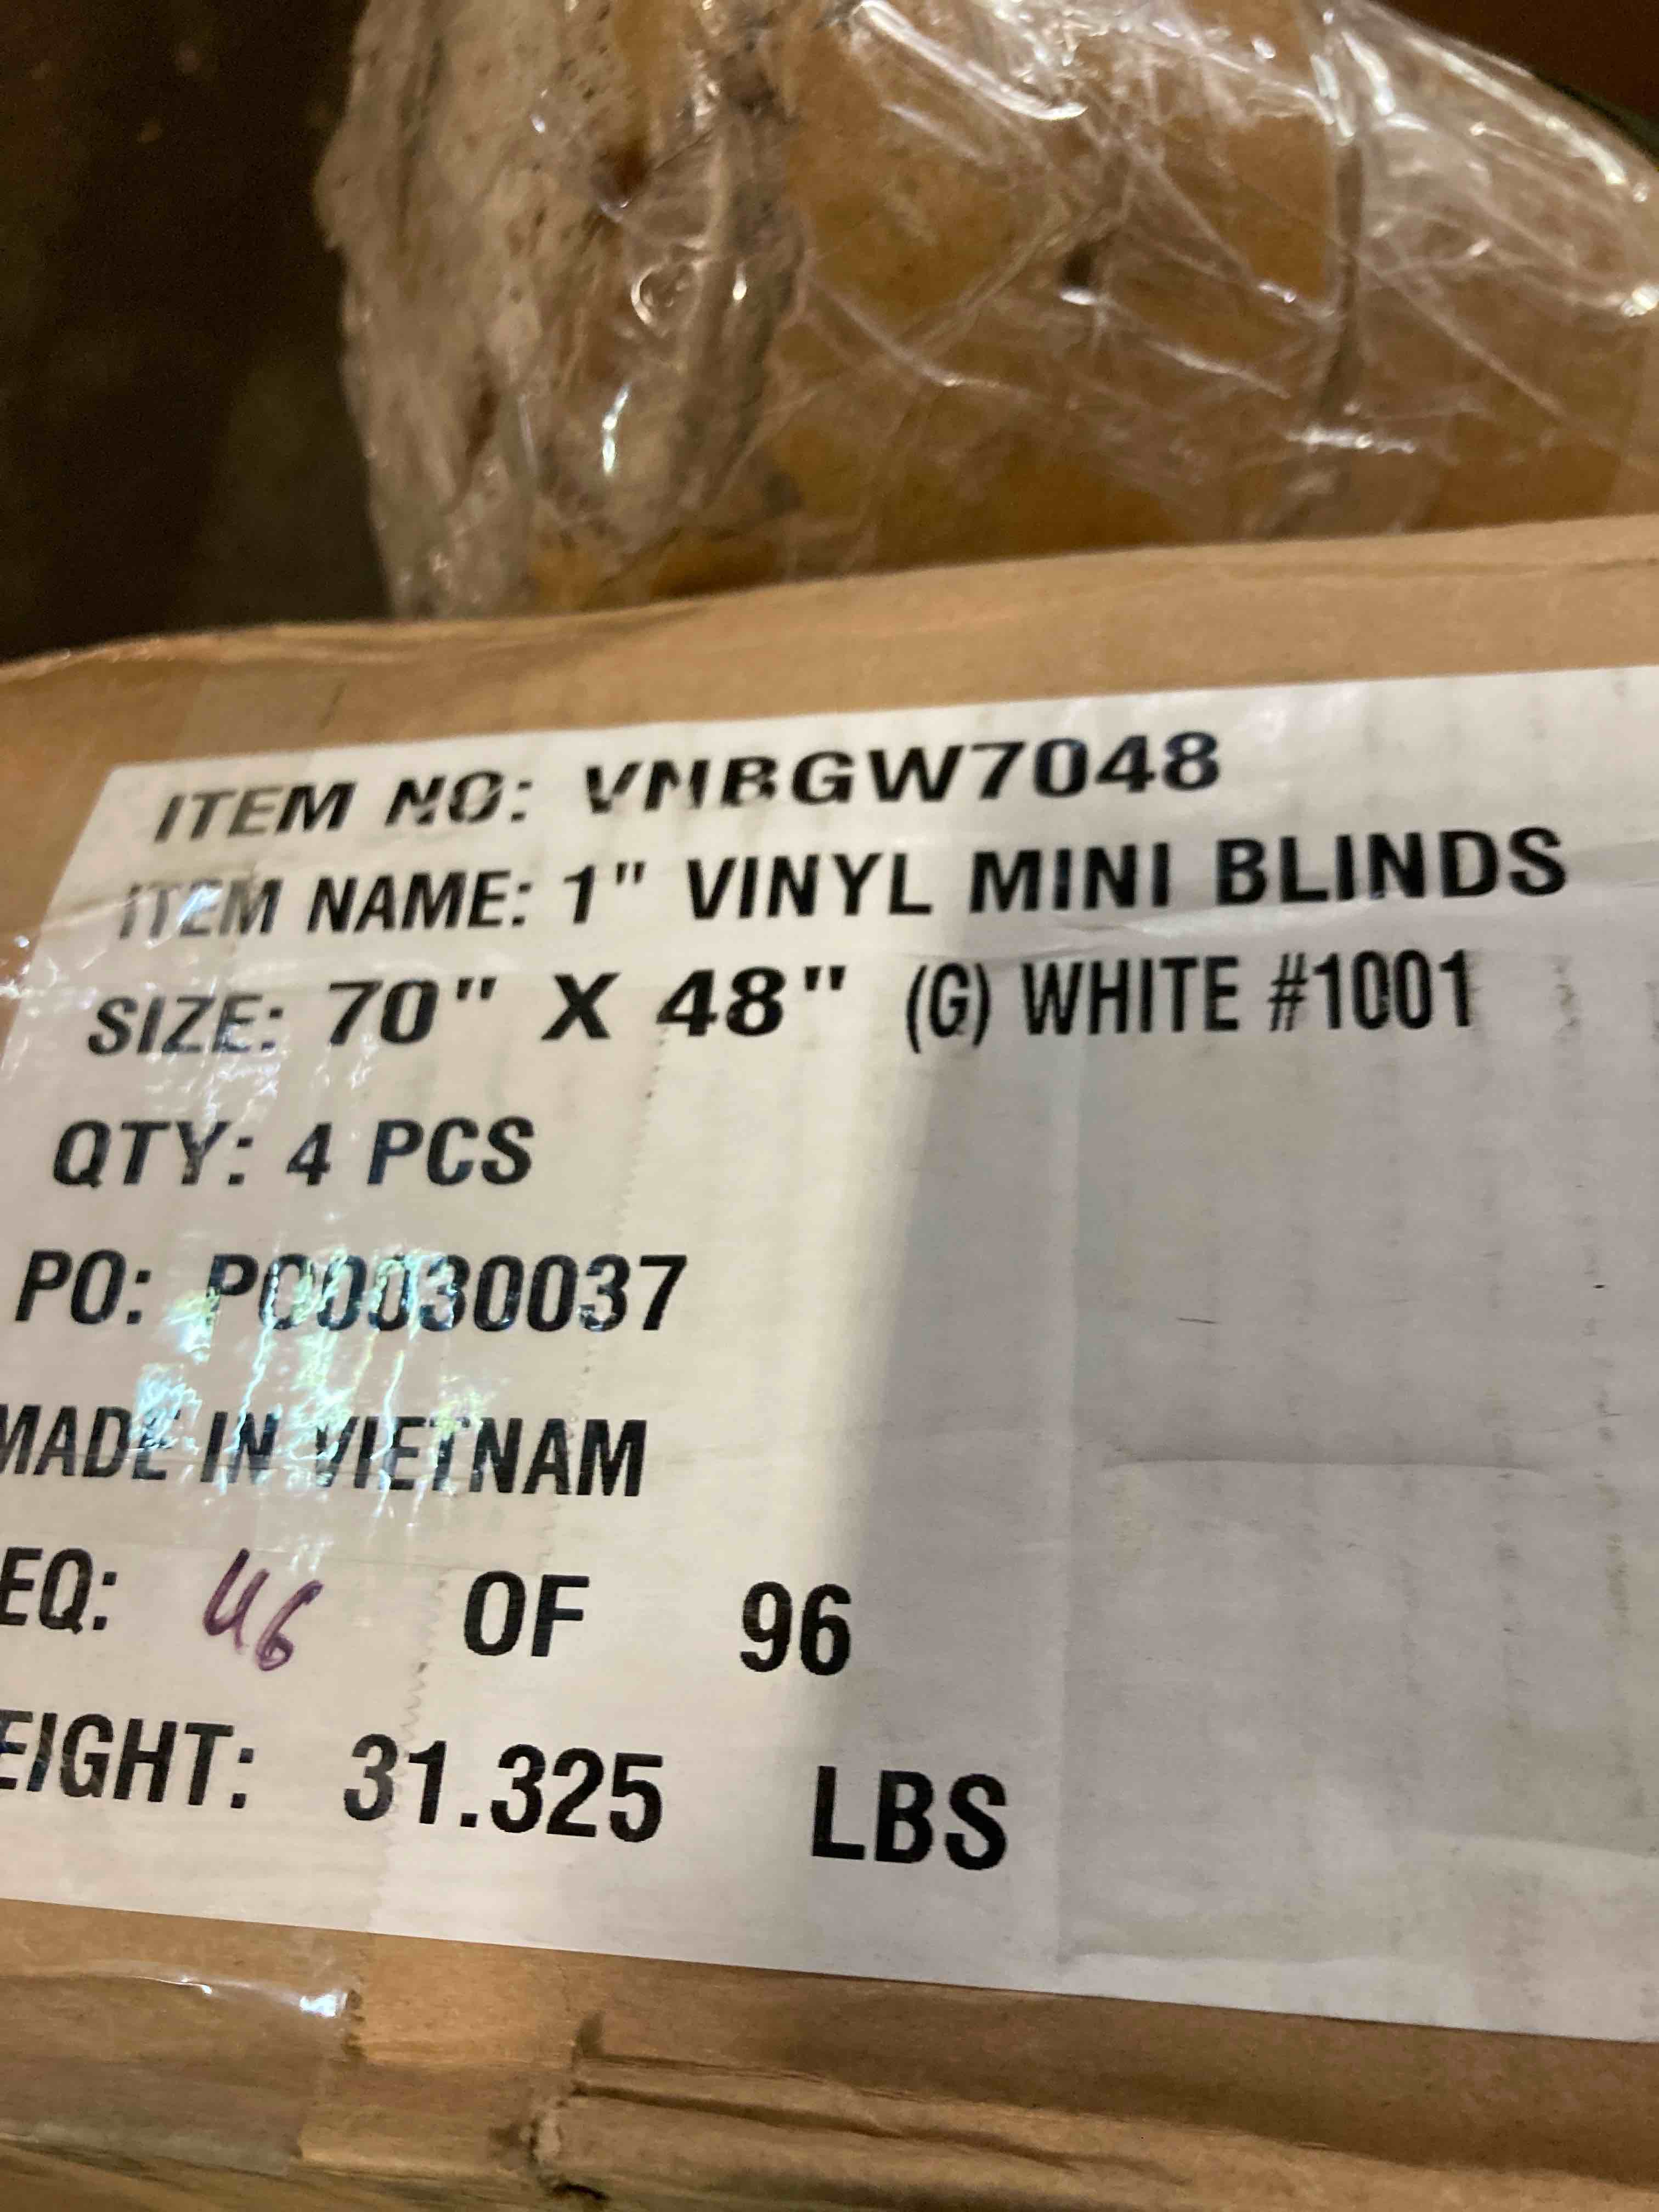 ITEM NO: VMBGW7048
ITEM NAME: 1" VINYL MINI BLINDS
SIZE: 70" X 48" (G) WHITE #1001
QTY: 4 PCS
PO: PO0030037
MADE IN VIETNAM
EQ: 46 OF 96
EIGHT: 31.325 LBS